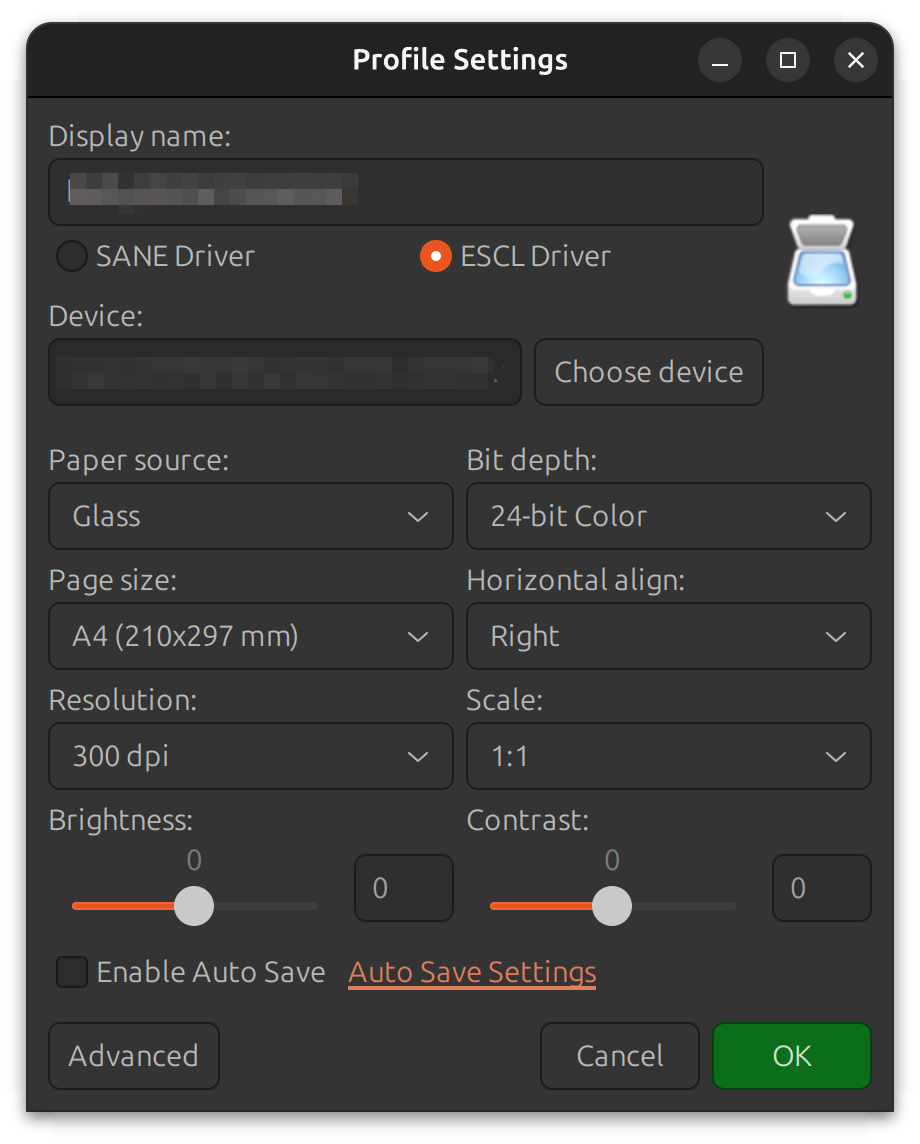 Profile Settings
Display name:
SANE Driver
ESCL Driver
Device:
Choose device
Paper source:
Bit depth:
Glass
24-bit Color
Page size:
Horizontal align:
A4 (210x297 mm)
Right
Resolution:
Scale:
300 dpi
1:1
Brightness:
Contrast:
0
0
0
0
Enable Auto Save
Auto Save Settings
Advanced
Cancel
OK